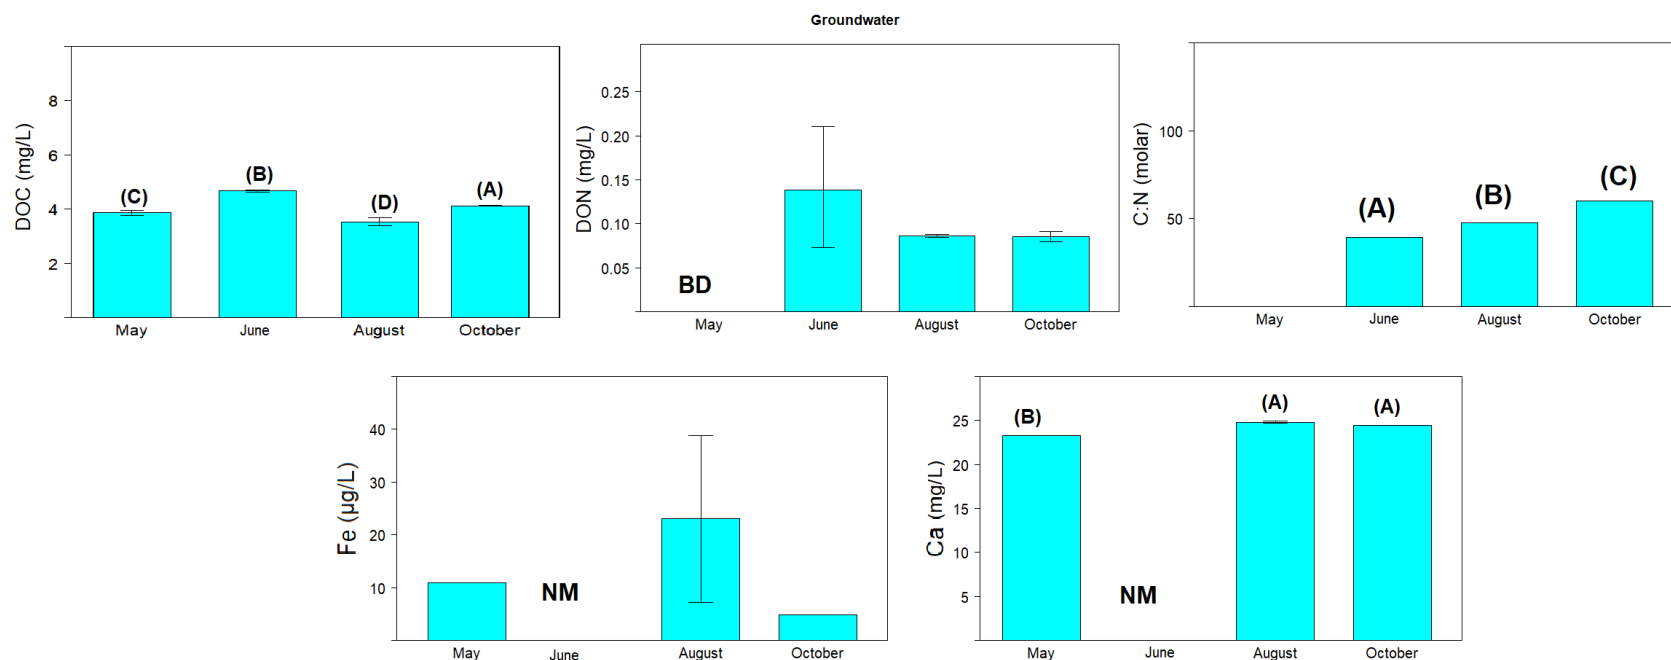 Groundwater
DOC (mg/L)
8
6
4
2
(C)
(B)
(D)
(A)
May
June
August
October
DON (mg/L)
0.25
0.20
0.15
0.10
0.05
BD
May
June
August
October
C:N (molar)
100
50
(A)
(B)
(C)
May
June
August
October
Fe (µg/L)
40
30
20
10
NM
May
June
August
October
Ca (mg/L)
25
20
15
10
5
(B)
NM
(A)
(A)
May
June
August
October